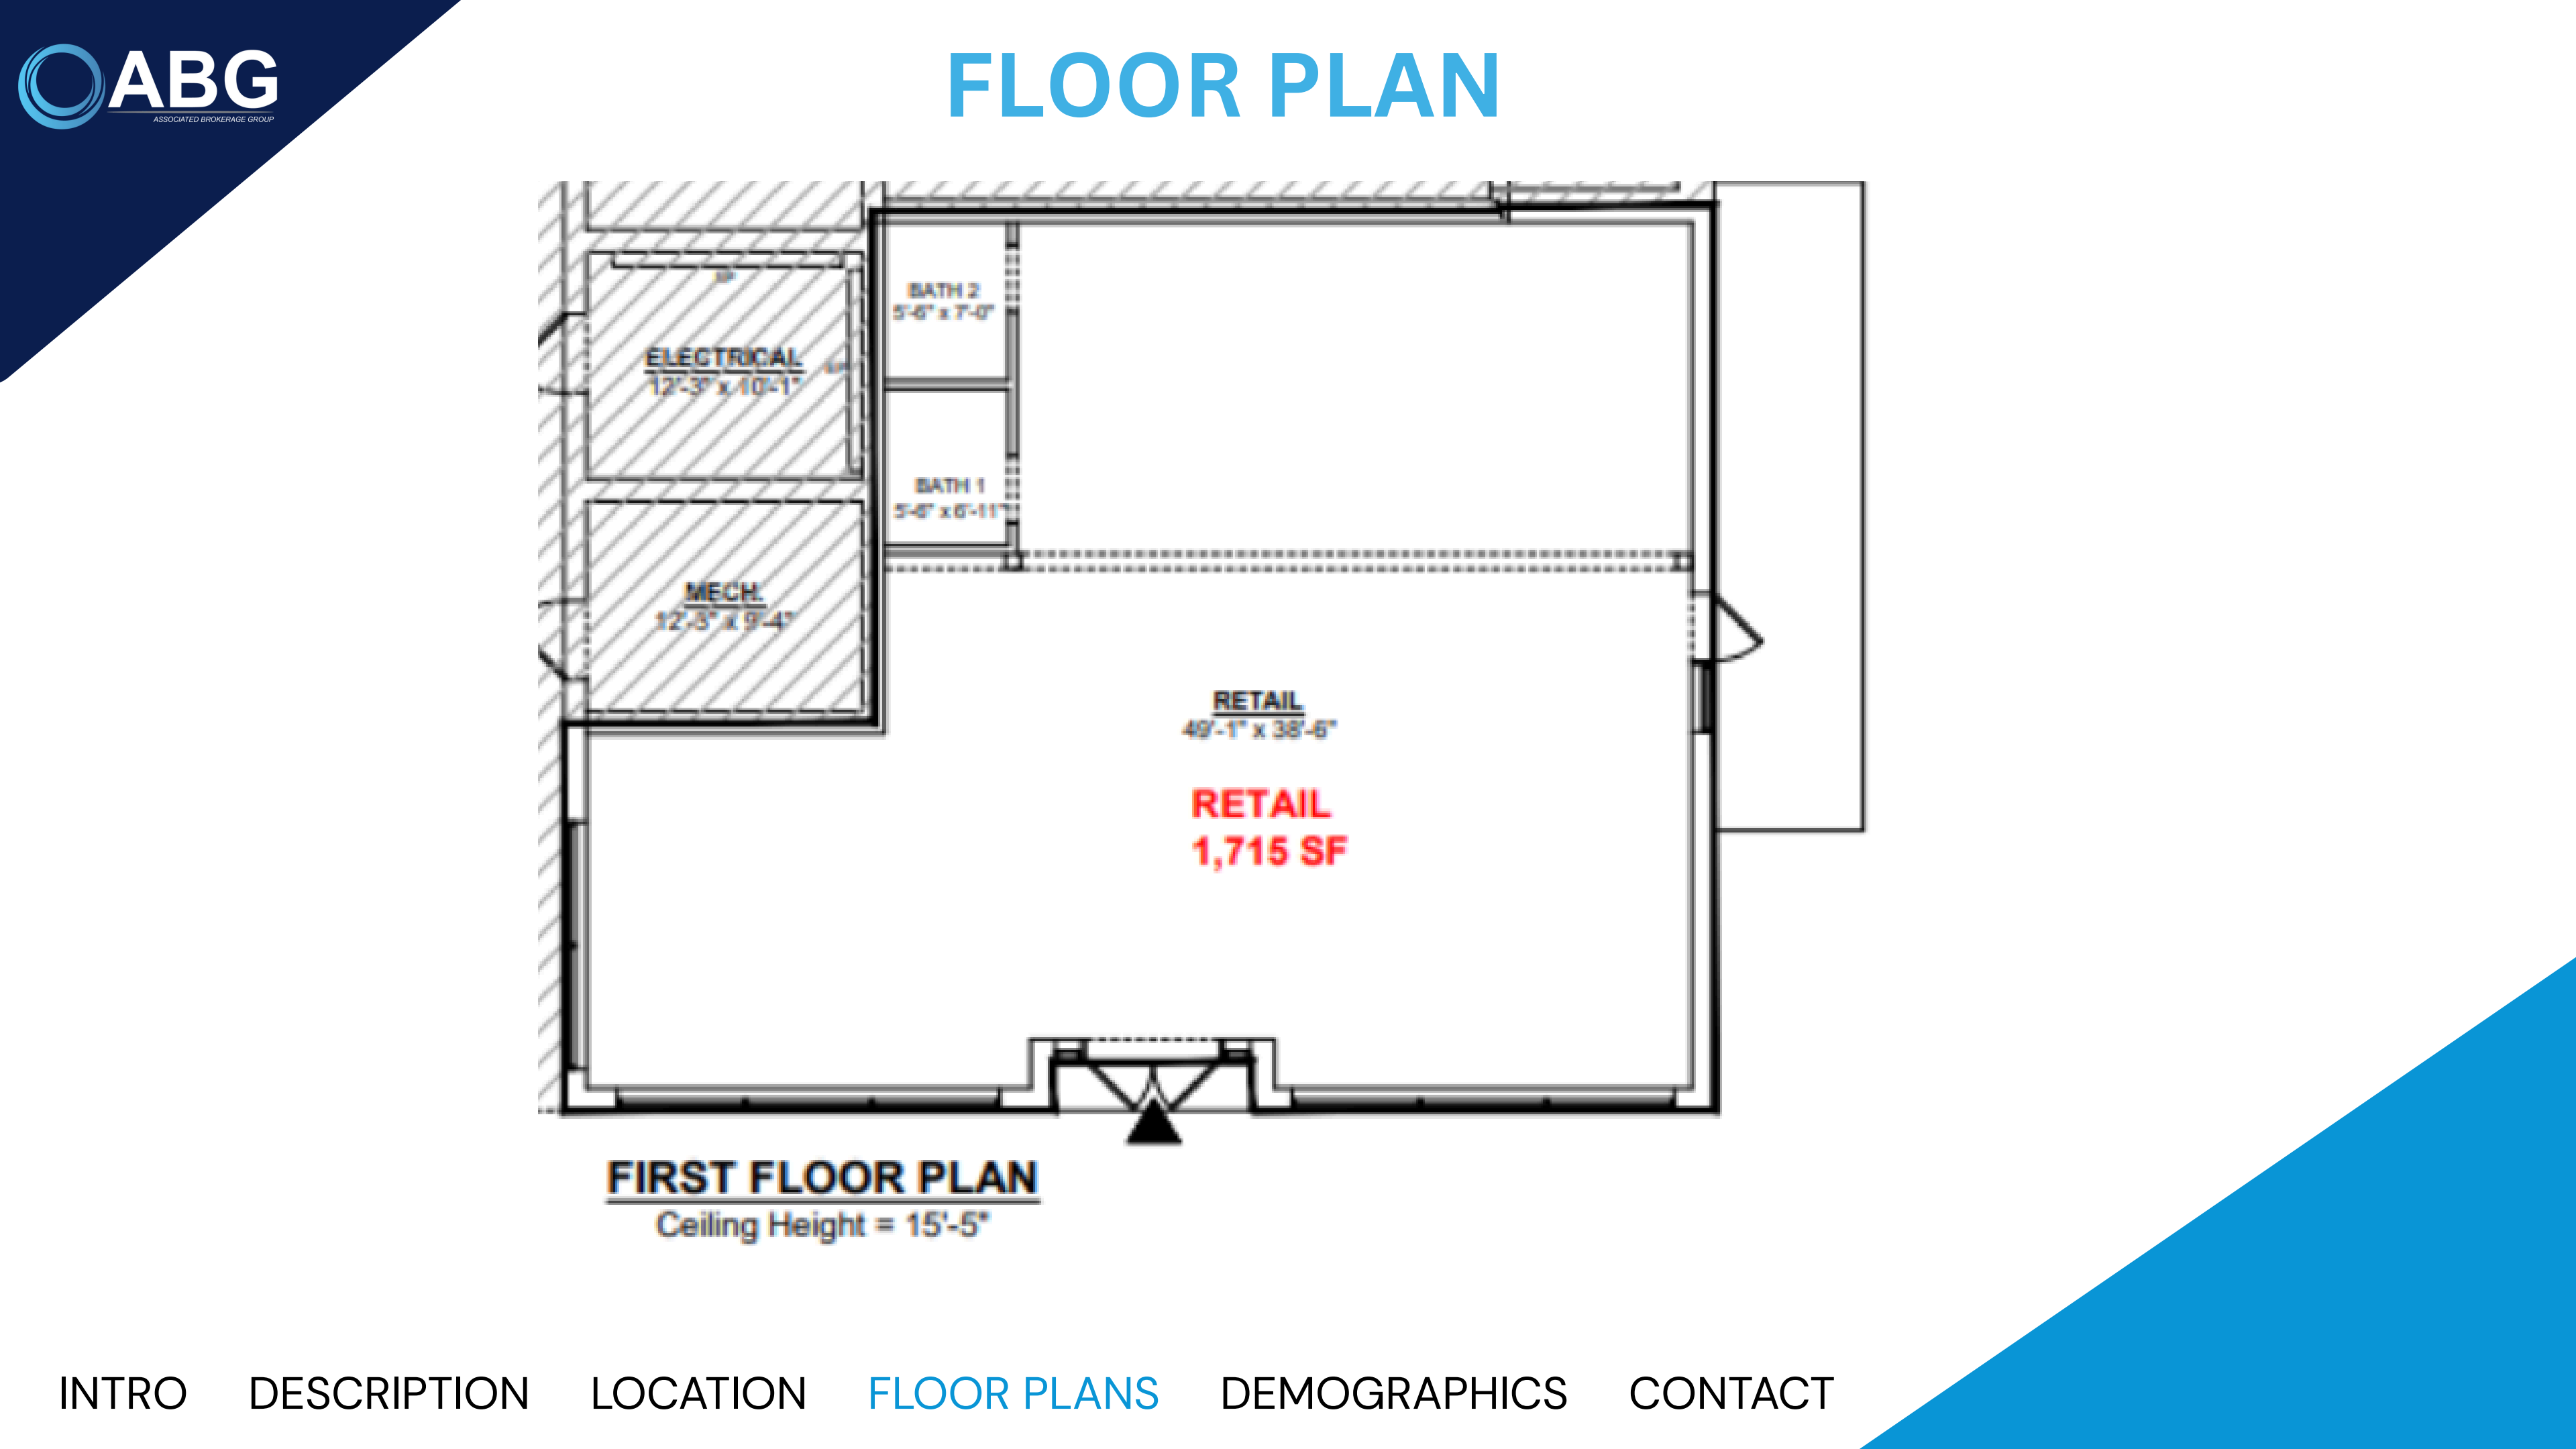 ABG
ASSOCIATED BROKERAGE GROUP
FLOOR PLAN
BATH 2
5'-6" x 7'-0"
ELECTRICAL
12'-3" x 10'-1"
BATH 1
5'-6" x 6'-11"
MECH.
12'-3" x 9'-4"
RETAIL
49'-1" x 38'-6"
RETAIL
1,715 SF
FIRST FLOOR PLAN
Ceiling Height = 15'-5"
INTRO DESCRIPTION LOCATION FLOOR PLANS DEMOGRAPHICS CONTACT